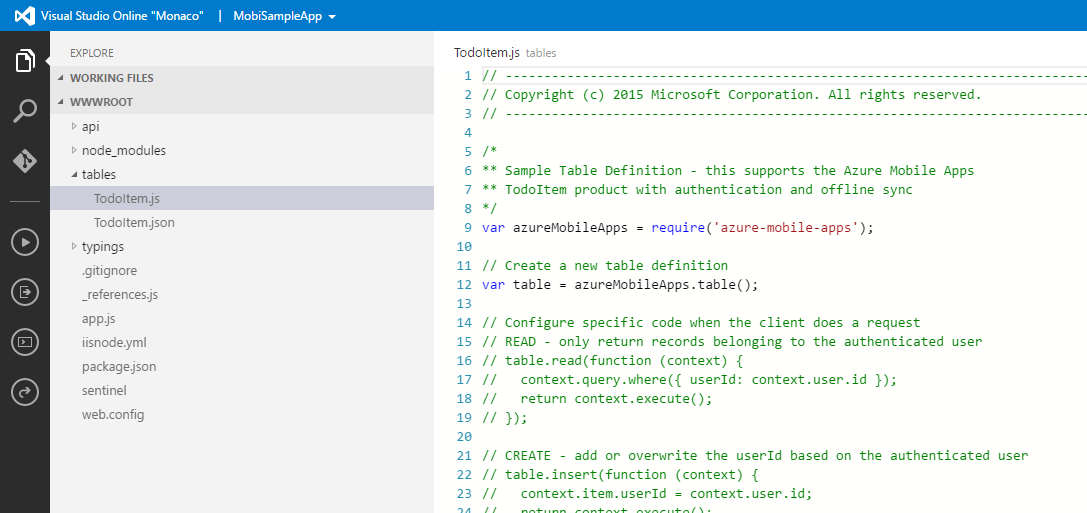 Visual Studio Online "Monaco" | MobiSampleApp
EXPLORE
WORKING FILES
WWWROOT
api
node_modules
tables
TodoItem.js
TodoItem.json
typings
.gitignore
_references.js
app.js
iisnode.yml
package.json
sentinel
web.config
TodoItem.js tables
1 // ----------------------------------------------------------------------------
2 // Copyright (c) 2015 Microsoft Corporation. All rights reserved.
3 // ----------------------------------------------------------------------------
4
5 /*
6 ** Sample Table Definition - this supports the Azure Mobile Apps
7 ** TodoItem product with authentication and offline sync
8 */
9 var azureMobileApps = require('azure-mobile-apps');
10
11 // Create a new table definition
12 var table = azureMobileApps.table();
13
14 // Configure specific code when the client does a request
15 // READ - only return records belonging to the authenticated user
16 // table.read(function (context) {
17 //   context.query.where({ userId: context.user.id });
18 //   return context.execute();
19 // });
20
21 // CREATE - add or overwrite the userId based on the authenticated user
22 // table.insert(function (context) {
23 //   context.item.userId = context.user.id;
24 //   return context.execute();